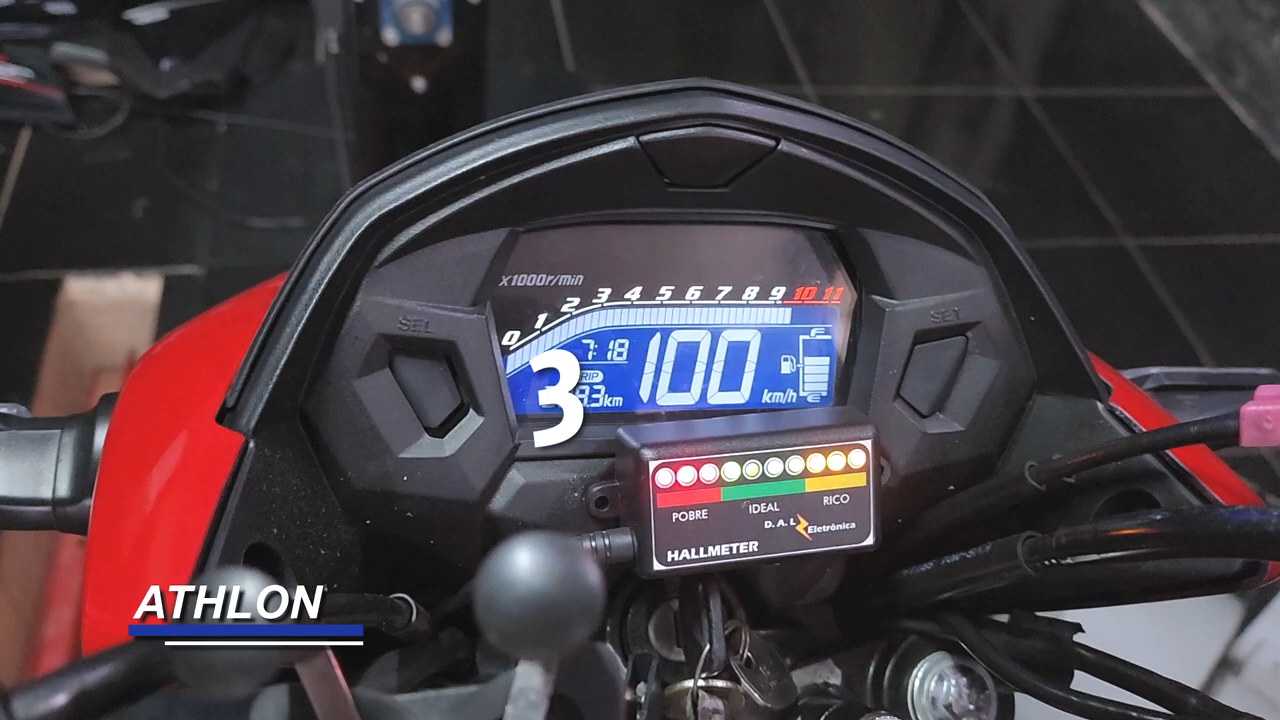 SEL
SET
x1000r/min
0 1 2 3 4 5 6 7 8 9 10 11
7:18
100
km/h
F
E
km
3
POBRE
IDEAL
RICO
D.A.L Eletrônica
HALLMETER
ATHLON